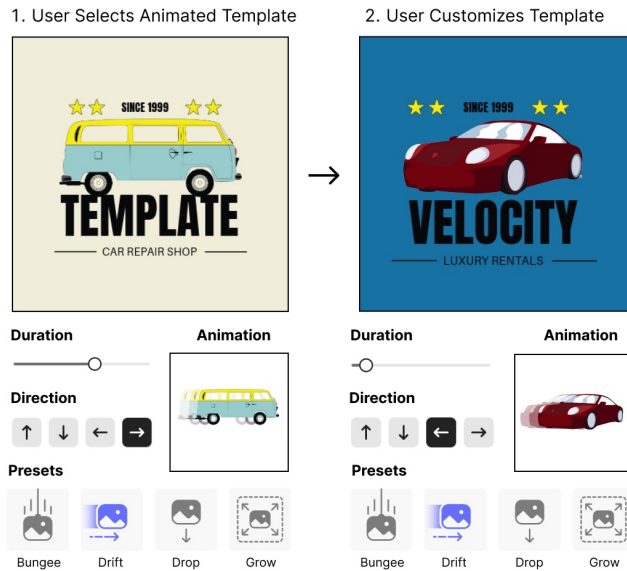 1. User Selects Animated Template
2. User Customizes Template
SINCE 1999
TEMPLATE
CAR REPAIR SHOP
SINCE 1999
VELOCITY
LUXURY RENTALS
Duration
Animation
Direction
Presets
Bungee
Drift
Drop
Grow
Duration
Animation
Direction
Presets
Bungee
Drift
Drop
Grow